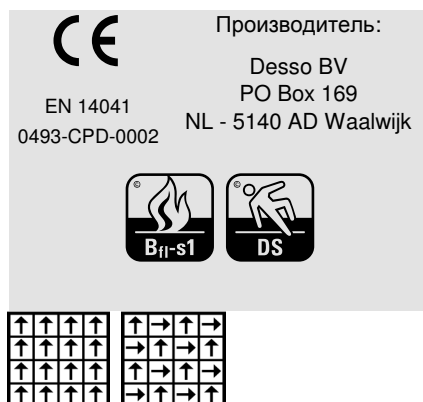 CE
EN 14041
0493-CPD-0002
Производитель:
Desso BV
PO Box 169
NL - 5140 AD Waalwijk
© ©
Bfl-s1 DS
↑↑↑↑ ↑→↑→
↑↑↑↑ →↑→↑
↑↑↑↑ ↑→↑→
↑↑↑↑ →↑→↑